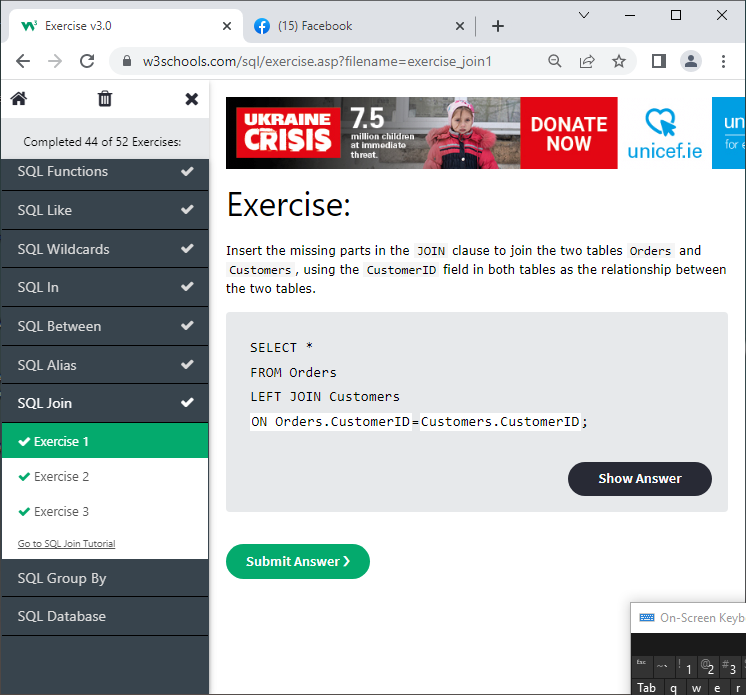 Exercise v3.0
(15) Facebook
w3schools.com/sql/exercise.asp?filename=exercise_join1
Completed 44 of 52 Exercises:
SQL Functions
SQL Like
SQL Wildcards
SQL In
SQL Between
SQL Alias
SQL Join
Exercise 1
Exercise 2
Exercise 3
Go to SQL Join Tutorial
SQL Group By
SQL Database
UKRAINE
CRISIS
7.5
million children
at immediate
threat.
DONATE
NOW
unicef.ie
un
for e
Exercise:
Insert the missing parts in the JOIN clause to join the two tables Orders and
Customers, using the CustomerID field in both tables as the relationship between
the two tables.
SELECT *
FROM Orders
LEFT JOIN Customers
ON Orders.CustomerID=Customers.CustomerID;
Show Answer
Submit Answer ❯
On-Screen Keyb
esc ~` ! 1 @ 2 # 3
Tab q w e r